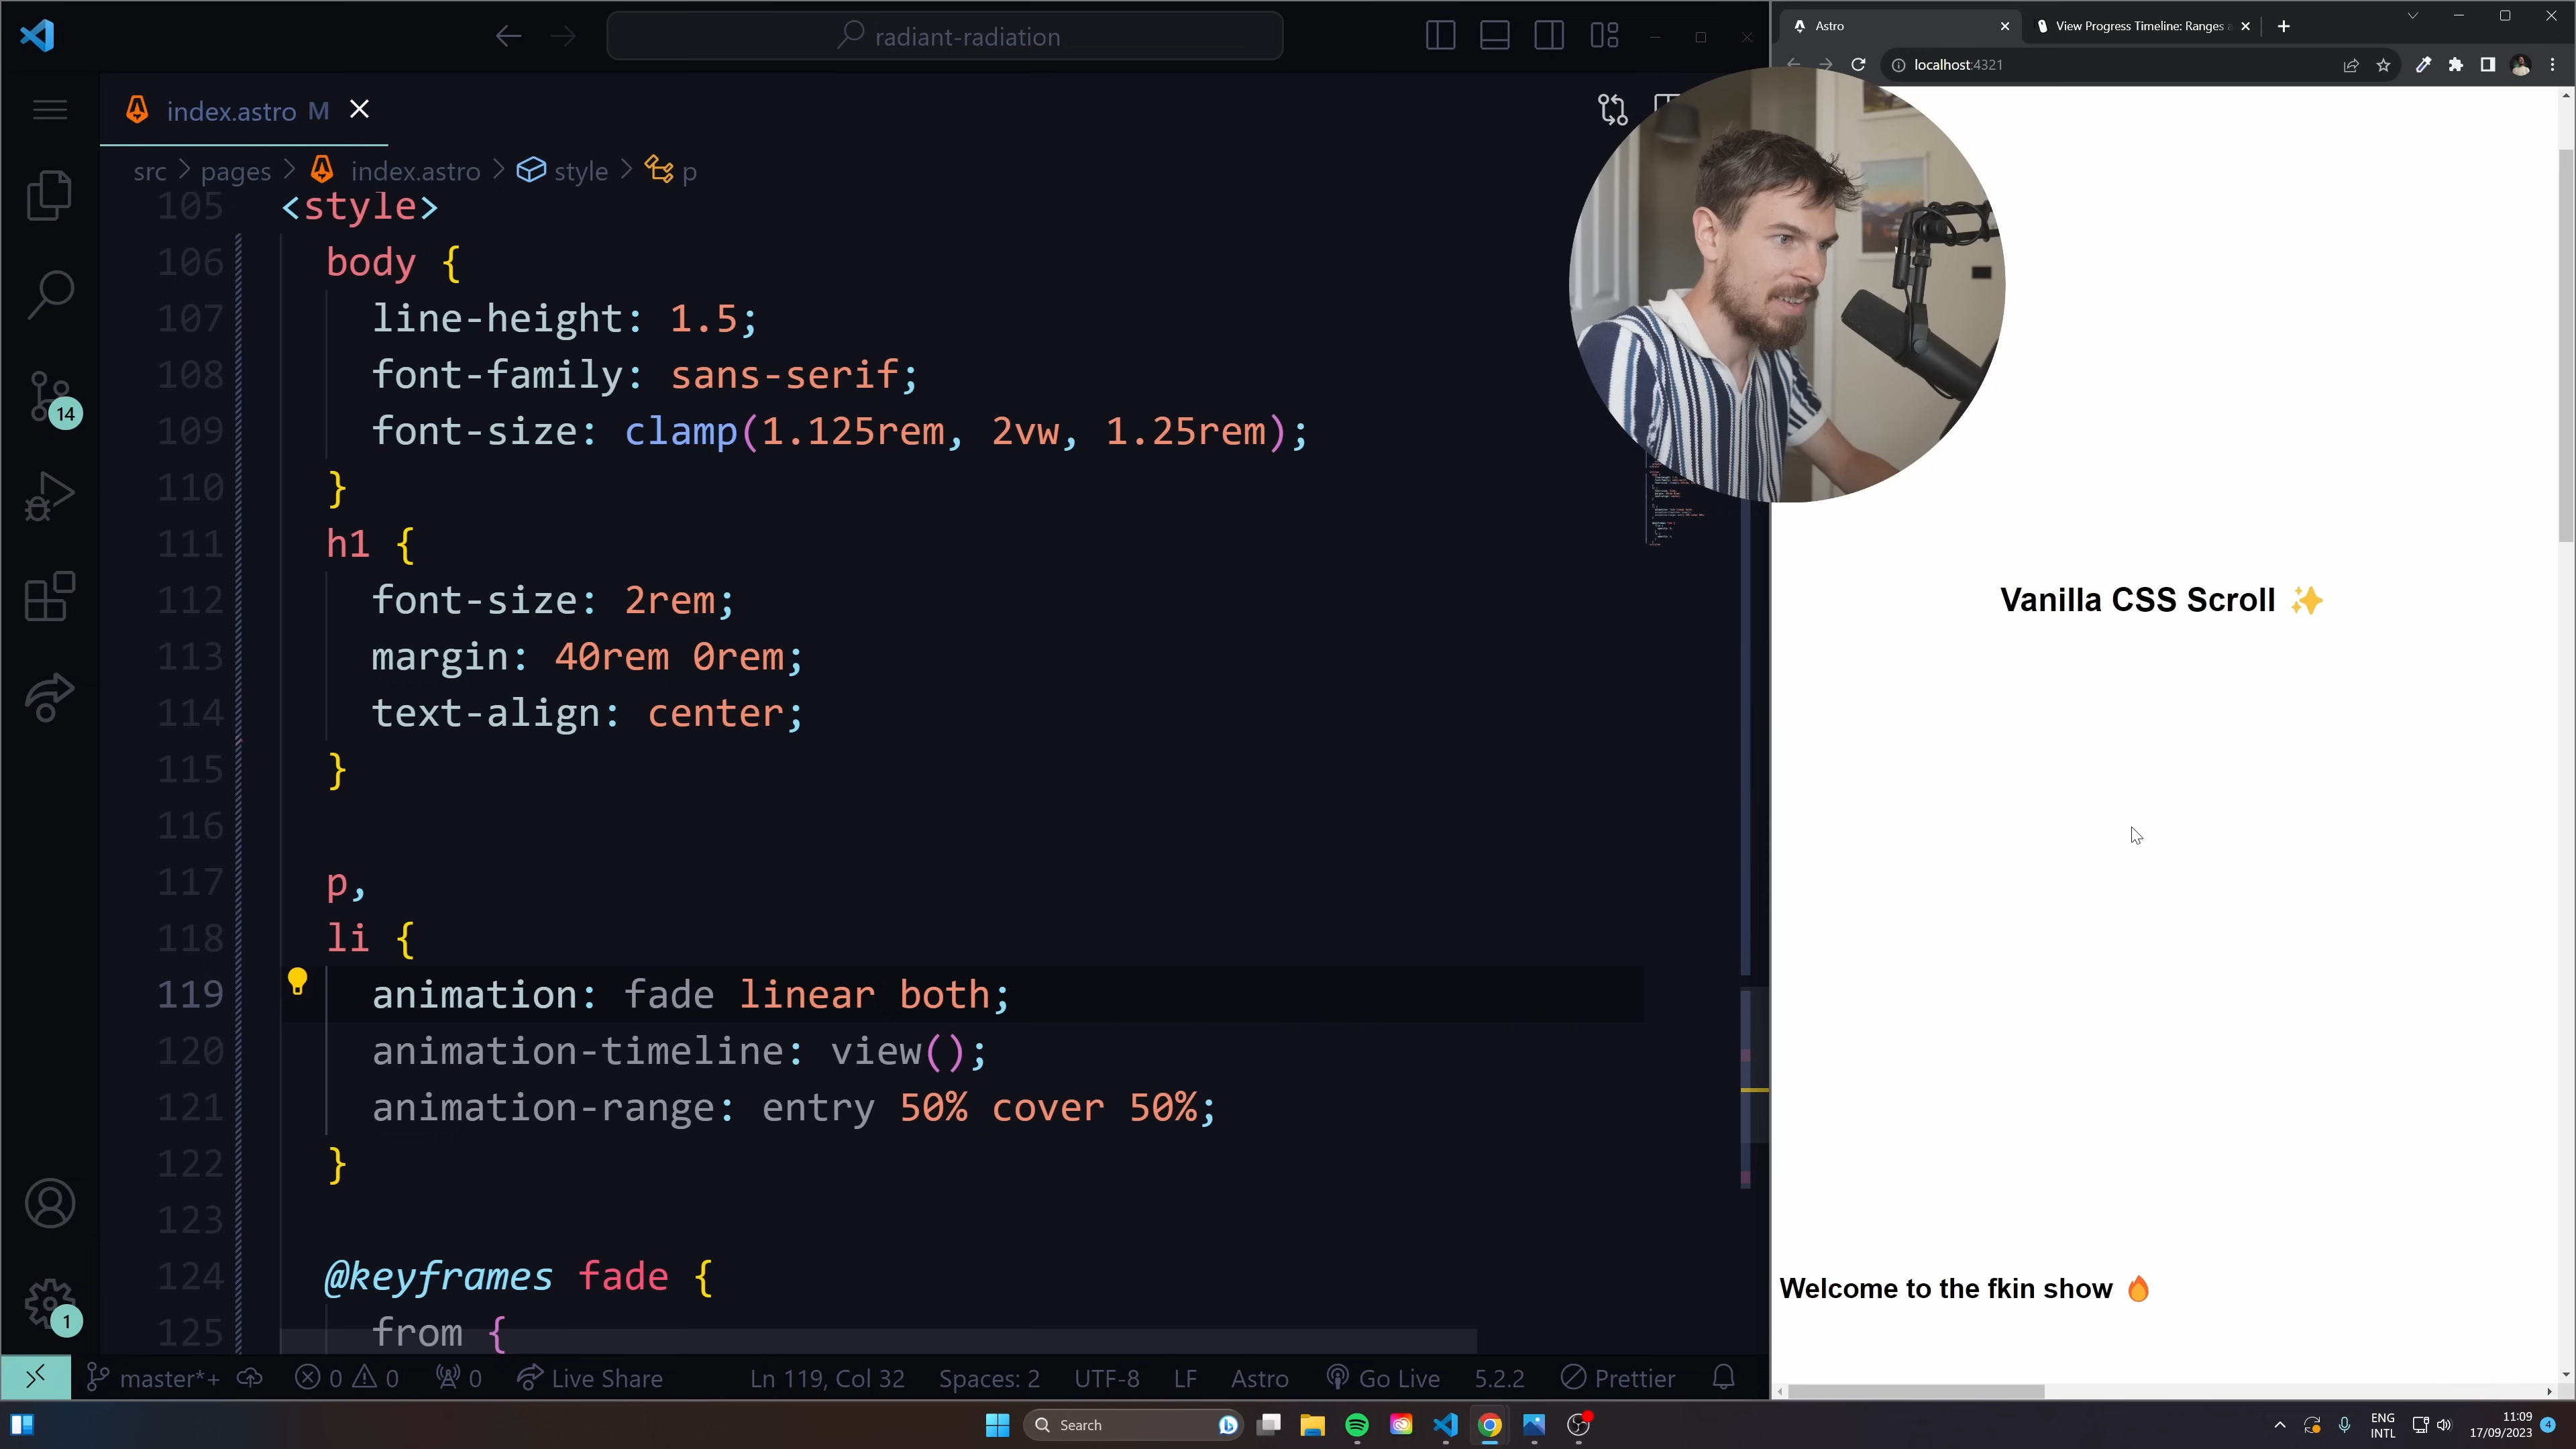 radiant-radiation
index.astro M
src > pages > index.astro > style > p
105 <style>
106 body {
107 line-height: 1.5;
108 font-family: sans-serif;
109 font-size: clamp(1.125rem, 2vw, 1.25rem);
110 }
111 h1 {
112 font-size: 2rem;
113 margin: 40rem 0rem;
114 text-align: center;
115 }
116
117 p,
118 li {
119 animation: fade linear both;
120 animation-timeline: view();
121 animation-range: entry 50% cover 50%;
122 }
123
124 @keyframes fade {
125 from {
14
1
master*+
0
0
0
Live Share
Ln 119, Col 32
Spaces: 2
UTF-8
LF
Astro
Go Live
5.2.2
Prettier
Astro
View Progress Timeline: Ranges
localhost:4321
Vanilla CSS Scroll ✨
Welcome to the fkin show 🔥
Search
ENG
INTL
11:09
17/09/2023
4